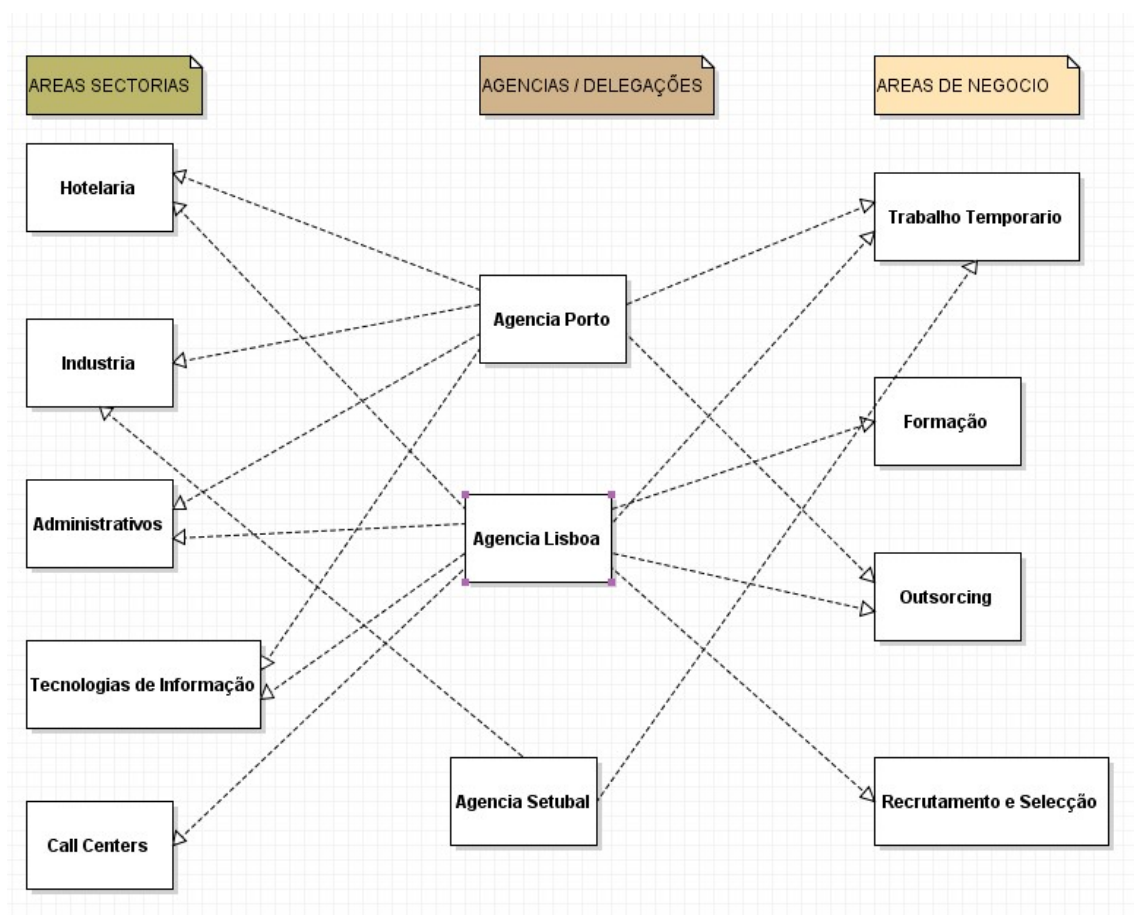 AREAS SECTORIAS
AGENCIAS / DELEGAÇÕES
AREAS DE NEGOCIO
Hotelaria
Trabalho Temporario
Agencia Porto
Industria
Formação
Administrativos
Agencia Lisboa
Outsorcing
Tecnologias de Informação
Agencia Setubal
Recrutamento e Selecção
Call Centers